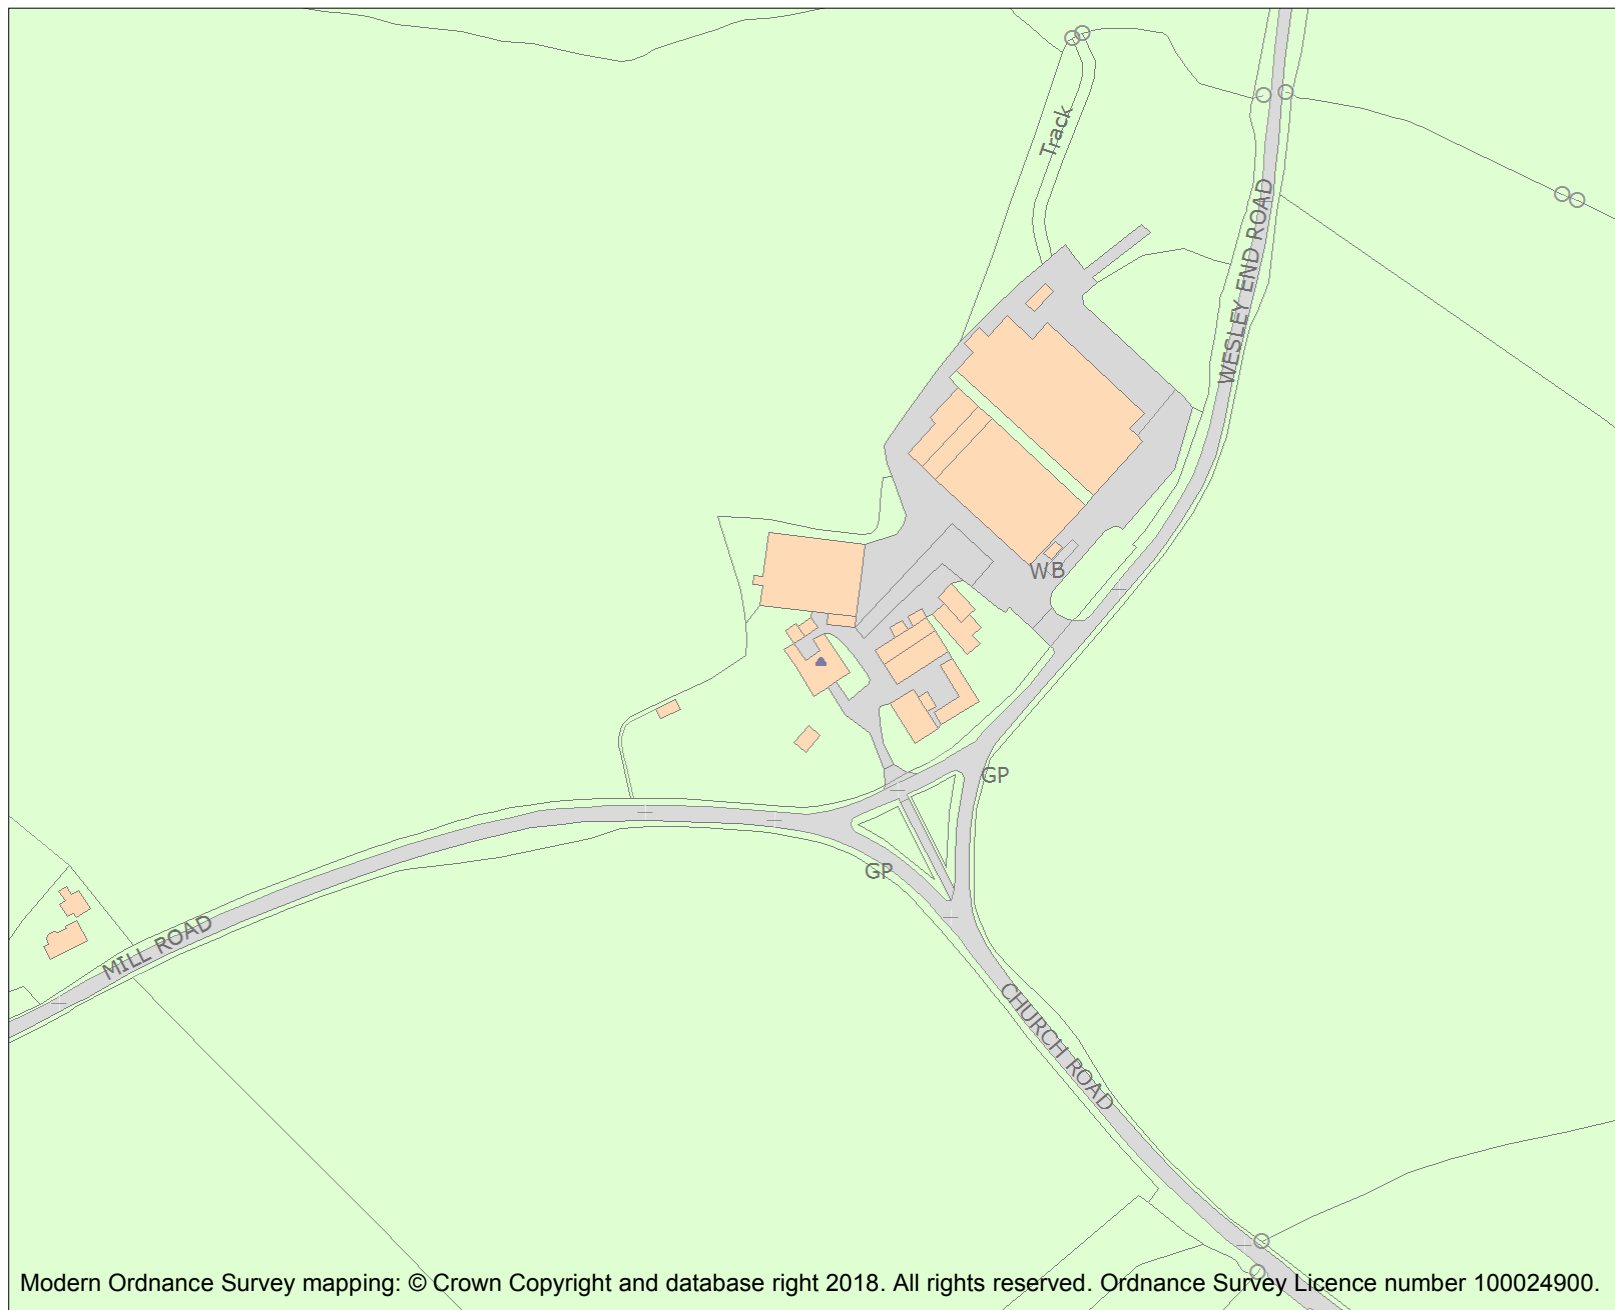 Track
WESLEY END ROAD
WB
GP
GP
MILL ROAD
CHURCH ROAD
Modern Ordnance Survey mapping: © Crown Copyright and database right 2018. All rights reserved. Ordnance Survey Licence number 100024900.